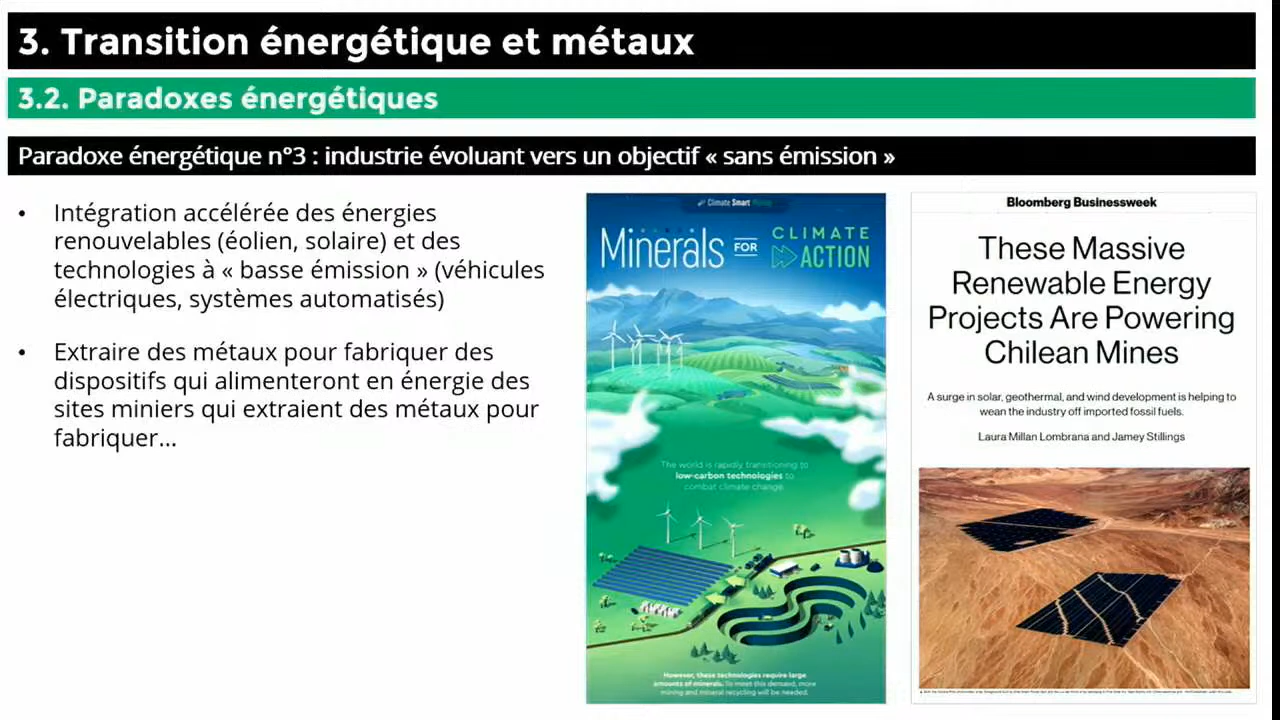 3. Transition énergétique et métaux
3.2. Paradoxes énergétiques
Paradoxe énergétique n°3 : industrie évoluant vers un objectif « sans émission »
• Intégration accélérée des énergies
renouvelables (éolien, solaire) et des
technologies à « basse émission » (véhicules
électriques, systèmes automatisés)
• Extraire des métaux pour fabriquer des
dispositifs qui alimenteront en énergie des
sites miniers qui extraient des métaux pour
fabriquer...
Climate Smart
Minerals FOR CLIMATE ACTION
The world is rapidly transitioning to
low-carbon technologies to
combat climate change.
However, these technologies require large
amounts of minerals. To meet this demand, more
mining and mineral recycling will be needed.
Bloomberg Businessweek
These Massive
Renewable Energy
Projects Are Powering
Chilean Mines
A surge in solar, geothermal, and wind development is helping to
wean the industry off imported fossil fuels.
Laura Millan Lombrana and Jamey Stillings